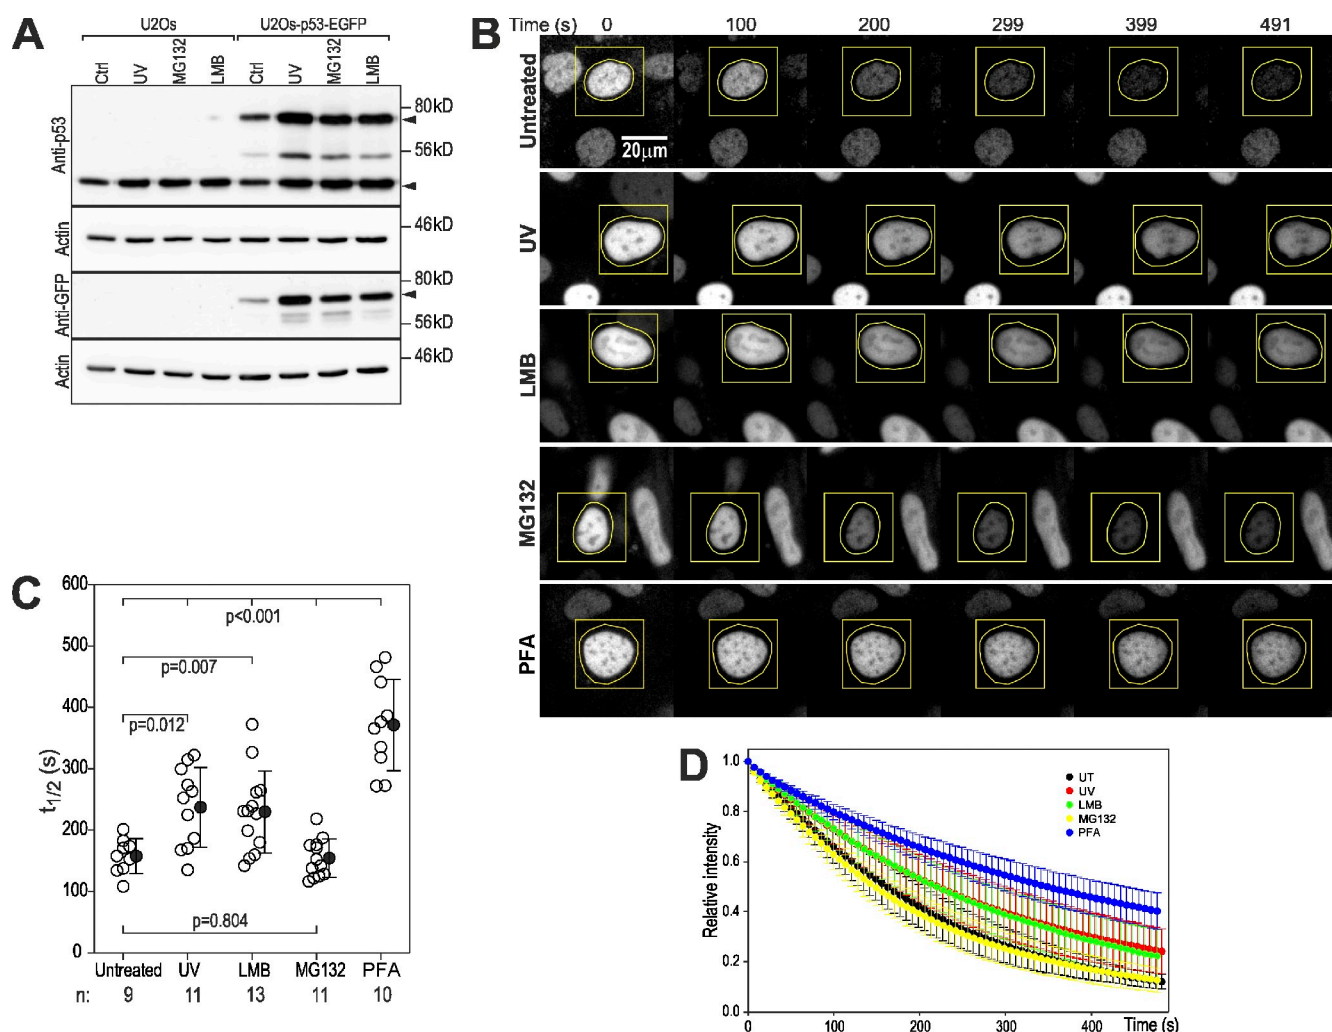 A
U2Os
U2Os-p53-EGFP
Ctrl
UV
MG132
LMB
Ctrl
UV
MG132
LMB
Anti-p53
80kD
56kD
Actin
46kD
Anti-GFP
80kD
56kD
Actin
46kD
B
Time (s) 0 100 200 299 399 491
Untreated
20μm
UV
LMB
MG132
PFA
C
t1/2 (s)
600
500
400
300
200
100
0
p<0.001
p=0.007
p=0.012
p=0.804
Untreated UV LMB MG132 PFA
n: 9 11 13 11 10
D
Relative intensity
1.0
0.8
0.6
0.4
0.2
0.0
UT
UV
LMB
MG132
PFA
0 100 200 300 400 Time (s)